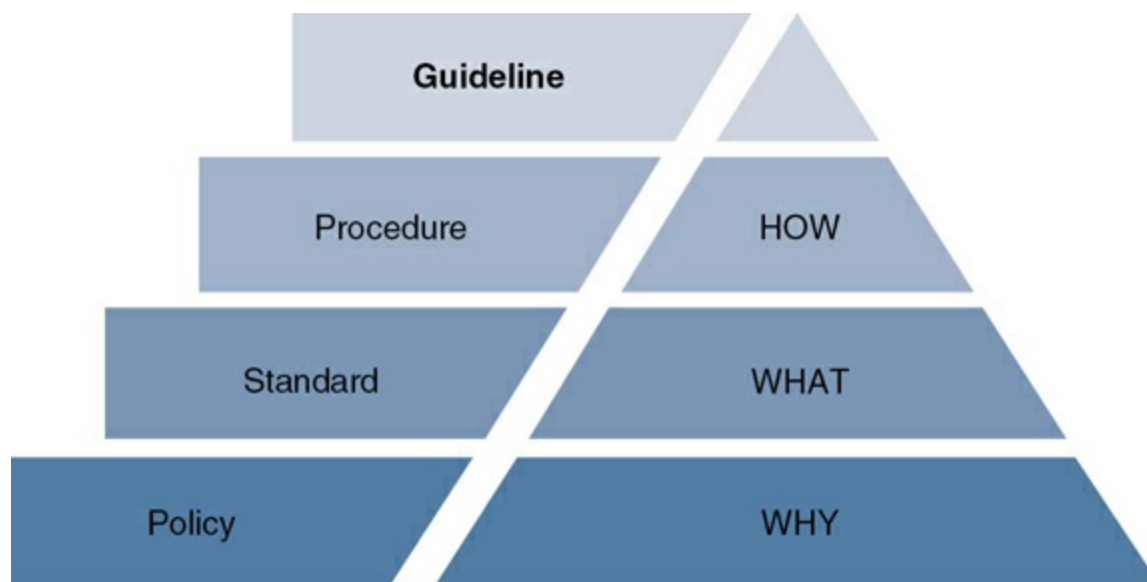 Guideline
Procedure
HOW
Standard
WHAT
Policy
WHY